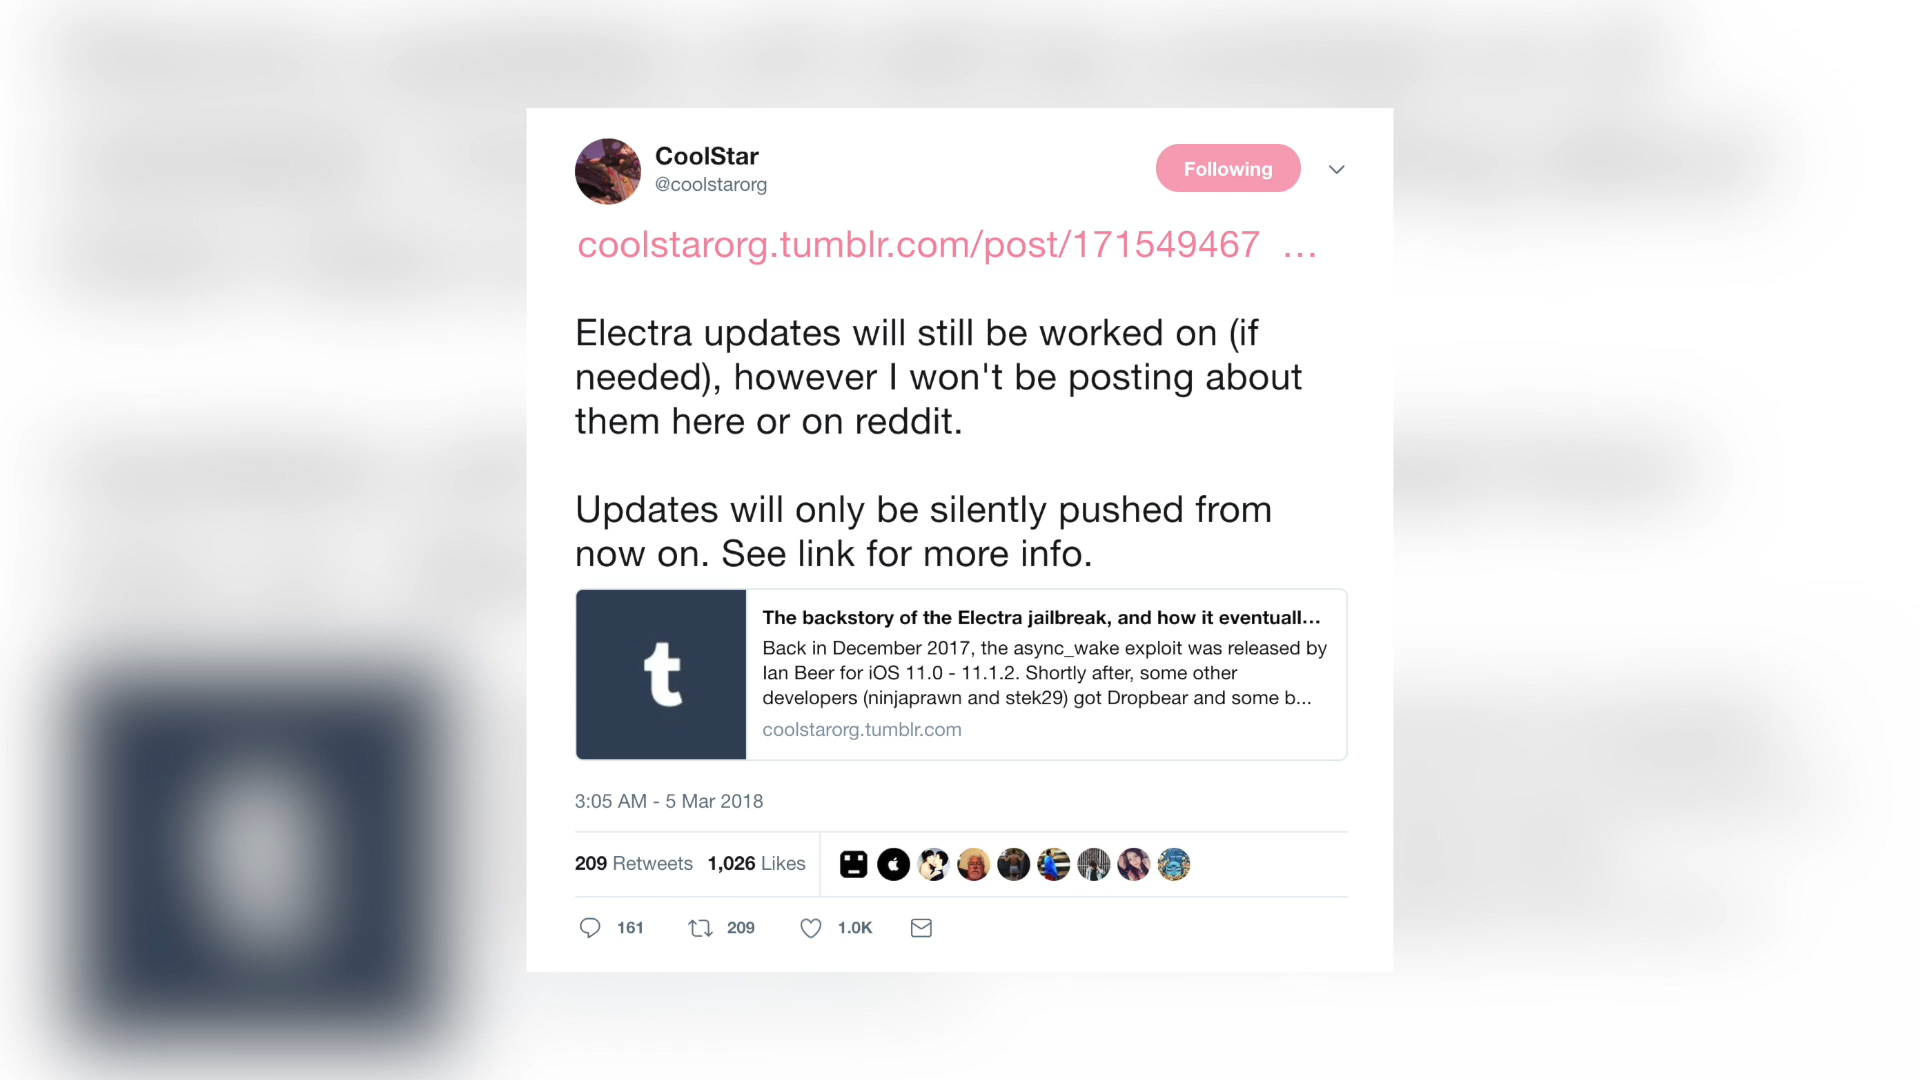 CoolStar
@coolstarorg
Following
coolstarorg.tumblr.com/post/171549467 …
Electra updates will still be worked on (if
needed), however I won't be posting about
them here or on reddit.
Updates will only be silently pushed from
now on. See link for more info.
t
The backstory of the Electra jailbreak, and how it eventuall...
Back in December 2017, the async_wake exploit was released by
Ian Beer for iOS 11.0 - 11.1.2. Shortly after, some other
developers (ninjaprawn and stek29) got Dropbear and some b...
coolstarorg.tumblr.com
3:05 AM - 5 Mar 2018
209 Retweets 1,026 Likes
161 209 1.0K